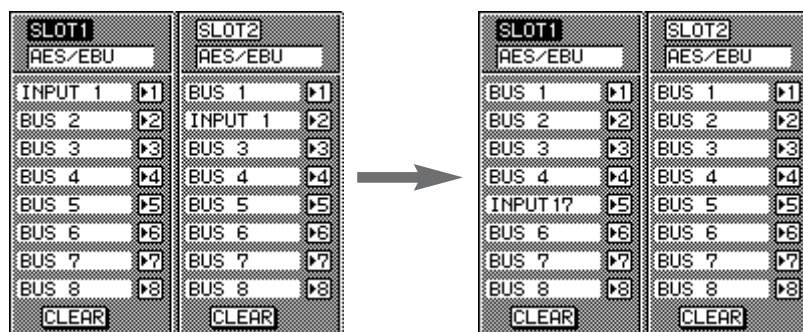 SLOT1
AES/EBU
INPUT 1 ▸1
BUS 2 ▸2
BUS 3 ▸3
BUS 4 ▸4
BUS 5 ▸5
BUS 6 ▸6
BUS 7 ▸7
BUS 8 ▸8
CLEAR
SLOT2
AES/EBU
BUS 1 ▸1
INPUT 1 ▸2
BUS 3 ▸3
BUS 4 ▸4
BUS 5 ▸5
BUS 6 ▸6
BUS 7 ▸7
BUS 8 ▸8
CLEAR
SLOT1
AES/EBU
BUS 1 ▸1
BUS 2 ▸2
BUS 3 ▸3
BUS 4 ▸4
INPUT17 ▸5
BUS 6 ▸6
BUS 7 ▸7
BUS 8 ▸8
CLEAR
SLOT2
AES/EBU
BUS 1 ▸1
BUS 2 ▸2
BUS 3 ▸3
BUS 4 ▸4
BUS 5 ▸5
BUS 6 ▸6
BUS 7 ▸7
BUS 8 ▸8
CLEAR